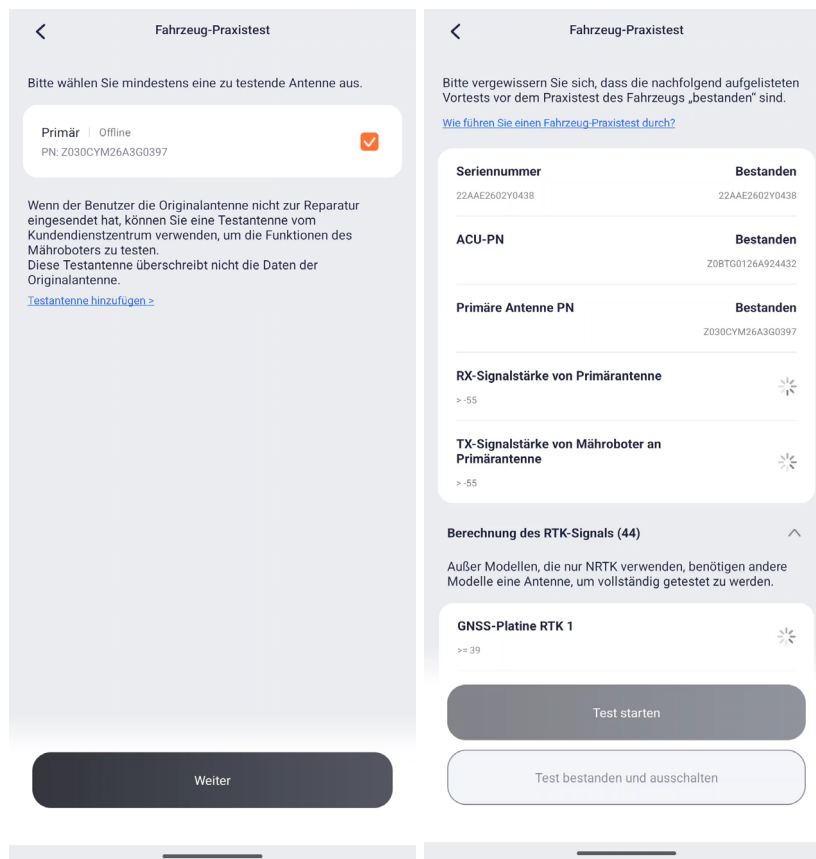 Fahrzeug-Praxistest
Bitte wählen Sie mindestens eine zu testende Antenne aus.
Primär | Offline
PN: Z030CYM26A3G0397
Wenn der Benutzer die Originalantenne nicht zur Reparatur
eingesendet hat, können Sie eine Testantenne vom
Kundendienstzentrum verwenden, um die Funktionen des
Mähroboters zu testen.
Diese Testantenne überschreibt nicht die Daten der
Originalantenne.
Testantenne hinzufügen >
Weiter
Fahrzeug-Praxistest
Bitte vergewissern Sie sich, dass die nachfolgend aufgelisteten
Vortests vor dem Praxistest des Fahrzeugs „bestanden“ sind.
Wie führen Sie einen Fahrzeug-Praxistest durch?
Seriennummer Bestanden
22AAE2602Y0438 22AAE2602Y0438
ACU-PN Bestanden
Z0BTG0126A924432
Primäre Antenne PN Bestanden
Z030CYM26A3G0397
RX-Signalstärke von Primärantenne
> -55
TX-Signalstärke von Mähroboter an
Primärantenne
> -55
Berechnung des RTK-Signals (44)
Außer Modellen, die nur NRTK verwenden, benötigen andere
Modelle eine Antenne, um vollständig getestet zu werden.
GNSS-Platine RTK 1
>= 39
Test starten
Test bestanden und ausschalten